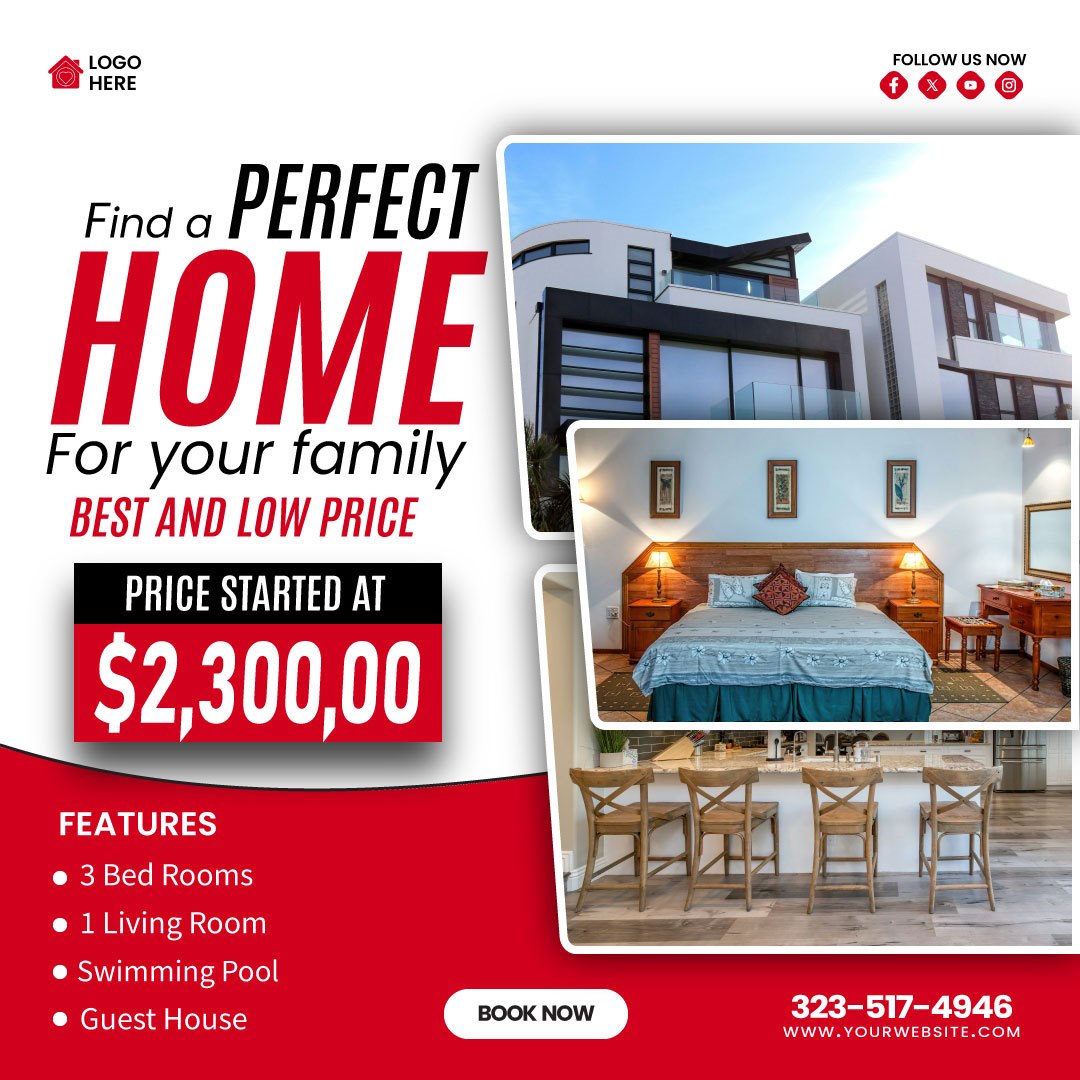 LOGO
HERE
FOLLOW US NOW
Find a PERFECT
HOME
For your family
BEST AND LOW PRICE
PRICE STARTED AT
$2,300,00
FEATURES
• 3 Bed Rooms
• 1 Living Room
• Swimming Pool
• Guest House
BOOK NOW
323-517-4946
WWW.YOURWEBSITE.COM